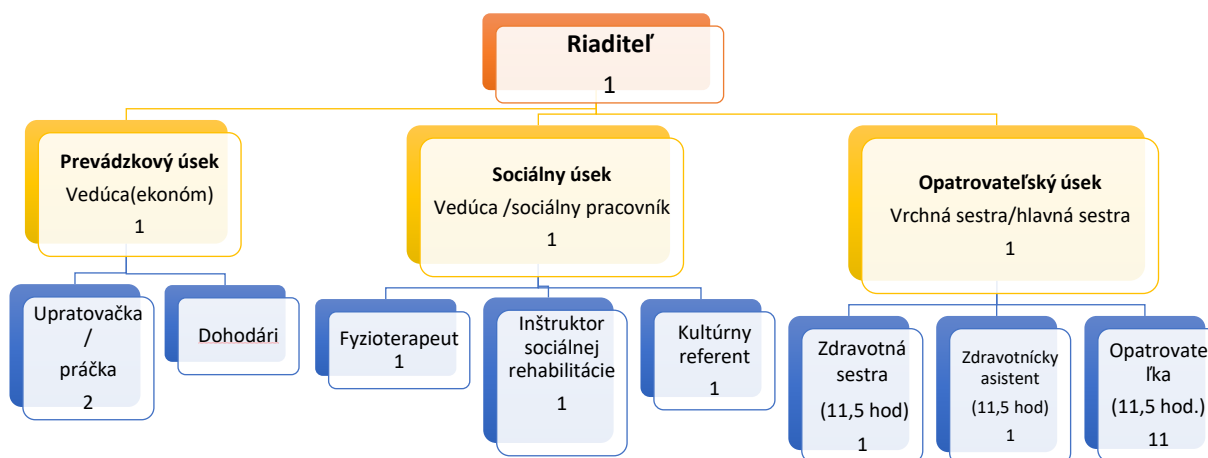 Riaditeľ
1
Prevádzkový úsek
Vedúca(ekonóm)
1
Sociálny úsek
Vedúca /sociálny pracovník
1
Opatrovateľský úsek
Vrchná sestra/hlavná sestra
1
Upratovačka
/
práčka
2
Dohodári
Fyzioterapeut
1
Inštruktor
sociálnej
rehabilitácie
1
Kultúrny
referent
1
Zdravotná
sestra
(11,5 hod)
1
Zdravotnícky
asistent
(11,5 hod)
1
Opatrovate
ľka
(11,5 hod.)
11